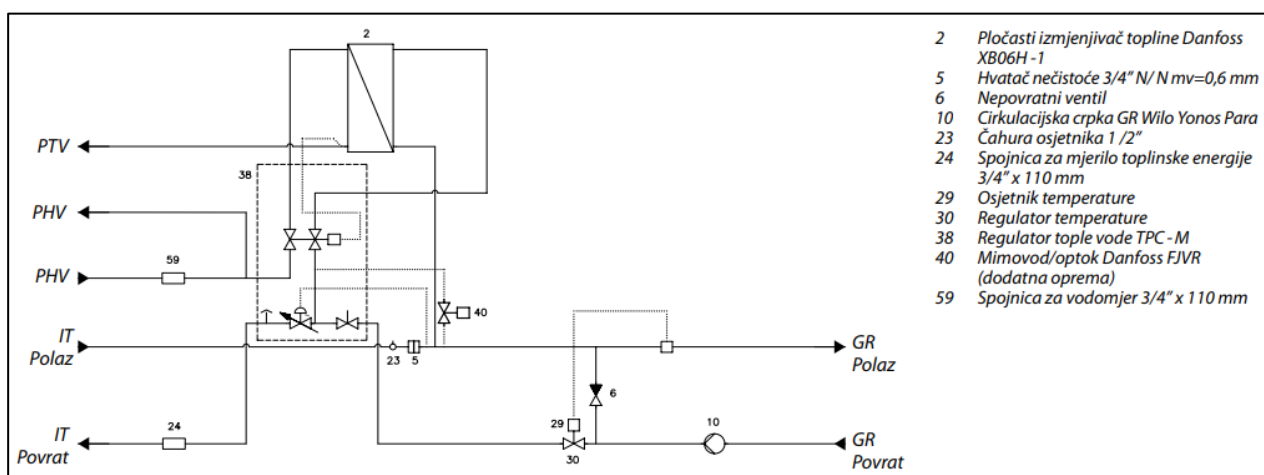 2
PTV
38
PHV
PHV
59
40
IT
Polaz
23
5
GR
Polaz
6
24
29
10
IT
Povrat
30
GR
Povrat
2 Pločasti izmjenjivač topline Danfoss
XB06H -1
5 Hvatač nečistoće 3/4" N/ N mv=0,6 mm
6 Nepovratni ventil
10 Cirkulacijska crpka GR Wilo Yonos Para
23 Čahura osjetnika 1 /2"
24 Spojnica za mjerilo toplinske energije
3/4" x 110 mm
29 Osjetnik temperature
30 Regulator temperature
38 Regulator tople vode TPC - M
40 Mimovod/optok Danfoss FJVR
(dodatna oprema)
59 Spojnica za vodomjer 3/4" x 110 mm